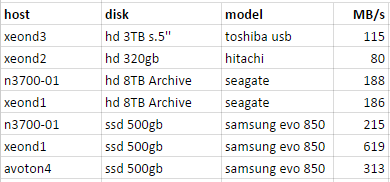 host disk model MB/s
xeond3 hd 3TB s.5" toshiba usb 115
xeond2 hd 320gb hitachi 80
n3700-01 hd 8TB Archive seagate 188
xeond1 hd 8TB Archive seagate 186
n3700-01 ssd 500gb samsung evo 850 215
xeond1 ssd 500gb samsung evo 850 619
avoton4 ssd 500gb samsung evo 850 313